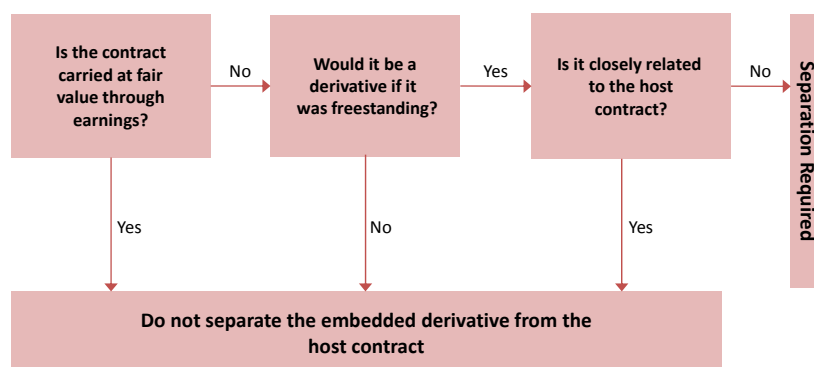 Is the contract
carried at fair
value through
earnings?
No
Would it be a
derivative if it
was freestanding?
Yes
Is it closely related
to the host
contract?
No
Separation Required
Yes
No
Yes
Do not separate the embedded derivative from the
host contract